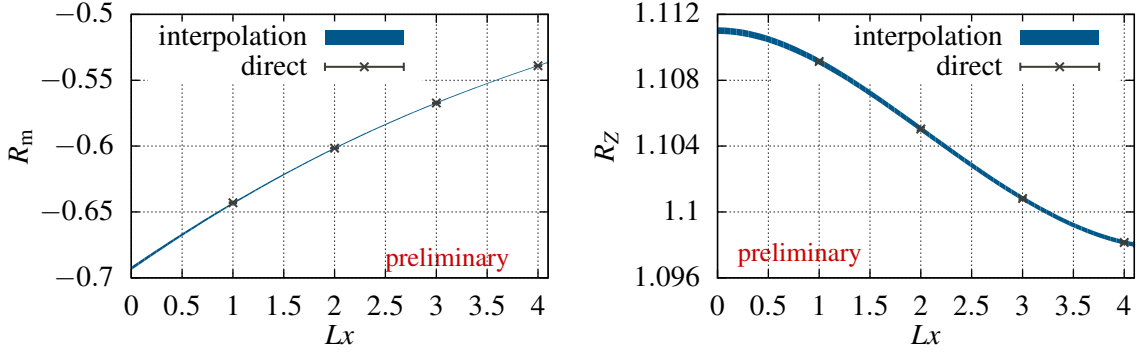 −0.5
−0.55
−0.6
−0.65
−0.7
R_m
interpolation
direct
preliminary
0 0.5 1 1.5 2 2.5 3 3.5 4
Lx
1.112
1.108
1.104
1.1
1.096
R_Z
interpolation
direct
preliminary
0 0.5 1 1.5 2 2.5 3 3.5 4
Lx